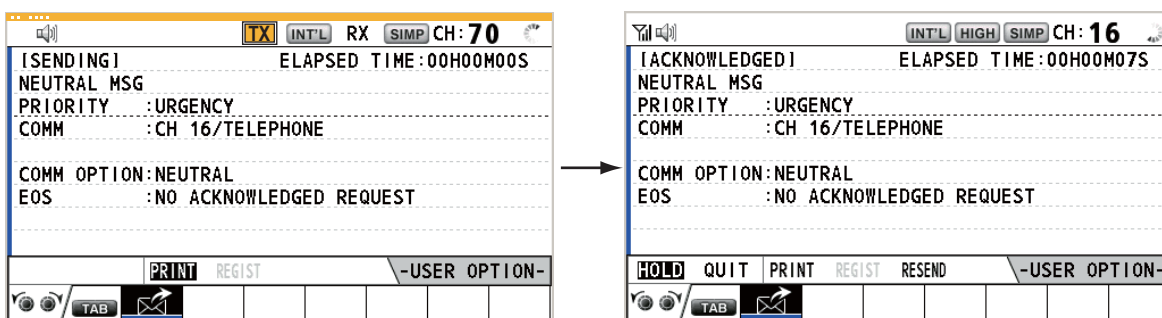 TX INT'L RX SIMP CH:70
[SENDING] ELAPSED TIME:00H00M00S
NEUTRAL MSG
PRIORITY :URGENCY
COMM :CH 16/TELEPHONE
COMM OPTION:NEUTRAL
EOS :NO ACKNOWLEDGED REQUEST
PRINT REGIST -USER OPTION-
TAB
INT'L HIGH SIMP CH:16
[ACKNOWLEDGED] ELAPSED TIME:00H00M07S
NEUTRAL MSG
PRIORITY :URGENCY
COMM :CH 16/TELEPHONE
COMM OPTION:NEUTRAL
EOS :NO ACKNOWLEDGED REQUEST
HOLD QUIT PRINT REGIST RESEND -USER OPTION-
TAB